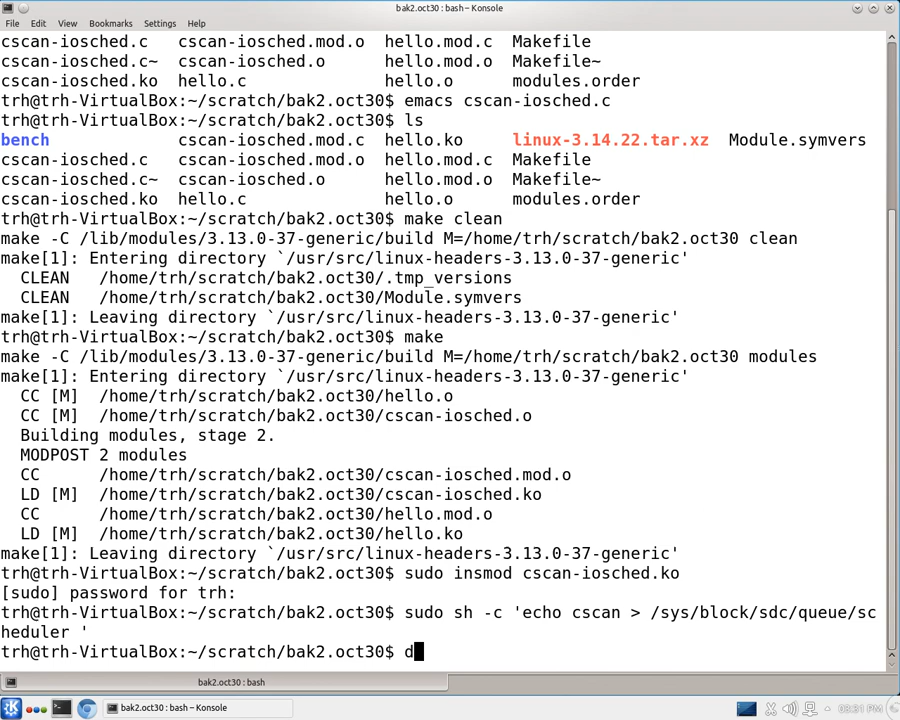 bak2.oct30 : bash – Konsole
File Edit View Bookmarks Settings Help
cscan-iosched.c cscan-iosched.mod.o hello.mod.c Makefile
cscan-iosched.c~ cscan-iosched.o hello.mod.o Makefile~
cscan-iosched.ko hello.c hello.o modules.order
trh@trh-VirtualBox:~/scratch/bak2.oct30$ emacs cscan-iosched.c
trh@trh-VirtualBox:~/scratch/bak2.oct30$ ls
bench cscan-iosched.mod.c hello.ko linux-3.14.22.tar.xz Module.symvers
cscan-iosched.c cscan-iosched.mod.o hello.mod.c Makefile
cscan-iosched.c~ cscan-iosched.o hello.mod.o Makefile~
cscan-iosched.ko hello.c hello.o modules.order
trh@trh-VirtualBox:~/scratch/bak2.oct30$ make clean
make -C /lib/modules/3.13.0-37-generic/build M=/home/trh/scratch/bak2.oct30 clean
make[1]: Entering directory `/usr/src/linux-headers-3.13.0-37-generic'
CLEAN /home/trh/scratch/bak2.oct30/.tmp_versions
CLEAN /home/trh/scratch/bak2.oct30/Module.symvers
make[1]: Leaving directory `/usr/src/linux-headers-3.13.0-37-generic'
trh@trh-VirtualBox:~/scratch/bak2.oct30$ make
make -C /lib/modules/3.13.0-37-generic/build M=/home/trh/scratch/bak2.oct30 modules
make[1]: Entering directory `/usr/src/linux-headers-3.13.0-37-generic'
CC [M] /home/trh/scratch/bak2.oct30/hello.o
CC [M] /home/trh/scratch/bak2.oct30/cscan-iosched.o
Building modules, stage 2.
MODPOST 2 modules
CC /home/trh/scratch/bak2.oct30/cscan-iosched.mod.o
LD [M] /home/trh/scratch/bak2.oct30/cscan-iosched.ko
CC /home/trh/scratch/bak2.oct30/hello.mod.o
LD [M] /home/trh/scratch/bak2.oct30/hello.ko
make[1]: Leaving directory `/usr/src/linux-headers-3.13.0-37-generic'
trh@trh-VirtualBox:~/scratch/bak2.oct30$ sudo insmod cscan-iosched.ko
[sudo] password for trh:
trh@trh-VirtualBox:~/scratch/bak2.oct30$ sudo sh -c 'echo cscan > /sys/block/sdc/queue/sc
heduler '
trh@trh-VirtualBox:~/scratch/bak2.oct30$ d
bak2.oct30 : bash
bak2.oct30 : bash – Konsole 03:31 PM